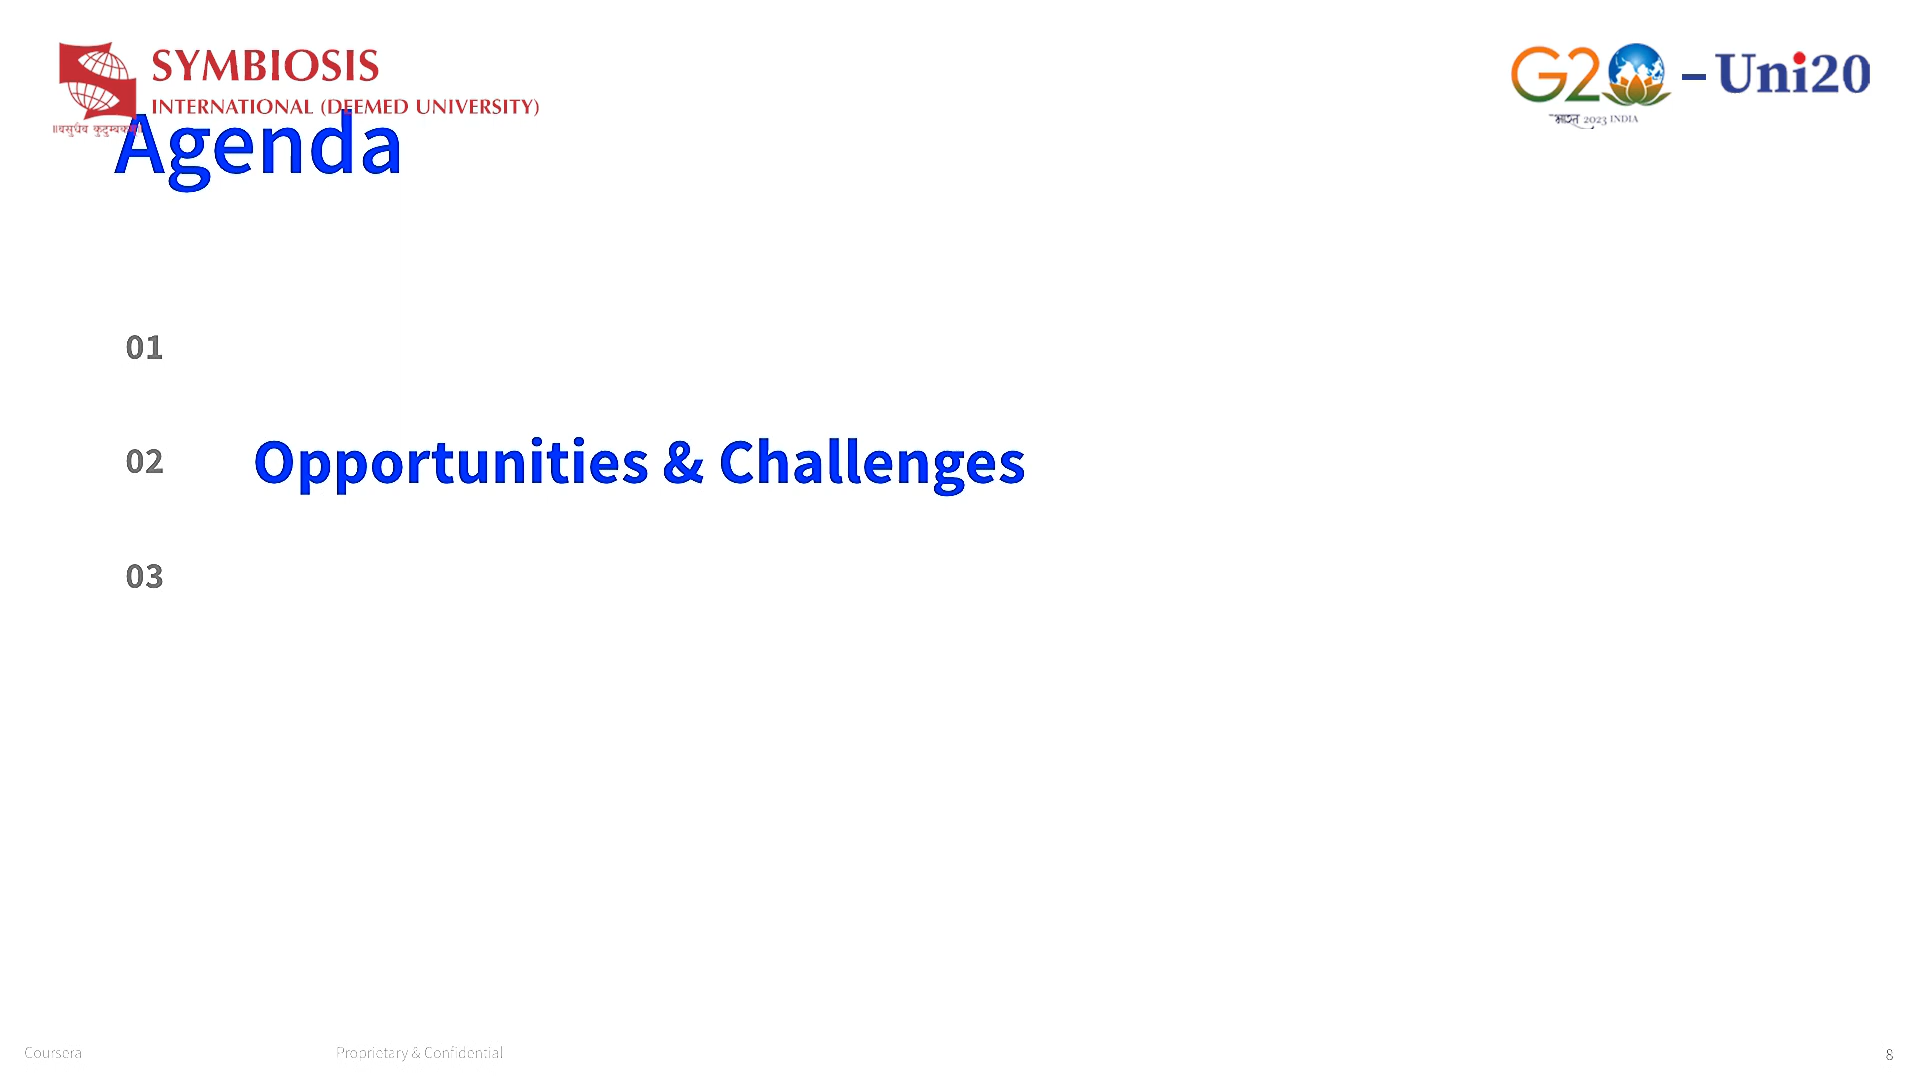 SYMBIOSIS
INTERNATIONAL (DEEMED UNIVERSITY)
॥वसुधैव कुटुम्बकम्॥
G20 – Uni20
भारत 2023 INDIA
Agenda
01
02 Opportunities & Challenges
03
Coursera Proprietary & Confidential 8